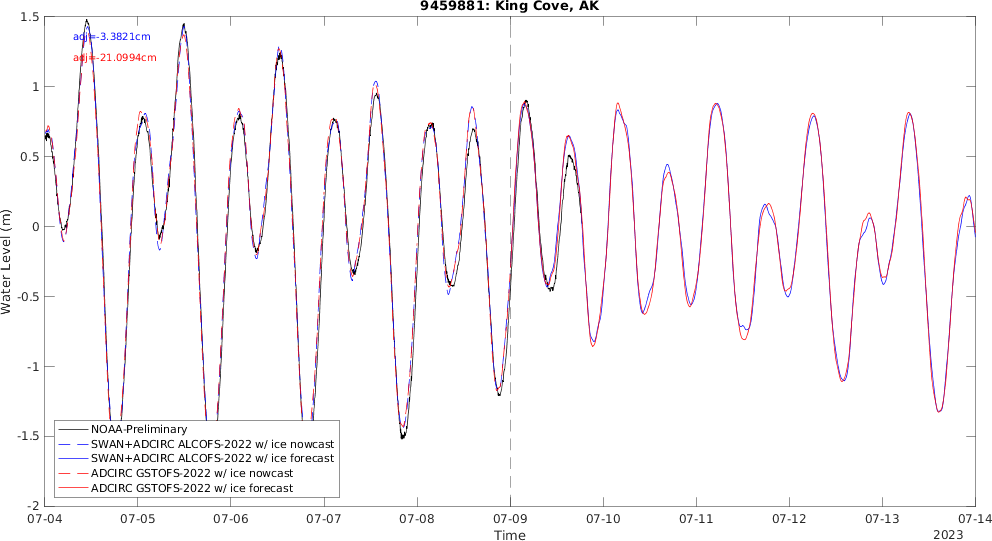 9459881: King Cove, AK
1.5
adj=-3.3821cm
adj=-21.0994cm
1
0.5
0
-0.5
-1
-1.5
-2
Water Level (m)
NOAA-Preliminary
SWAN+ADCIRC ALCOFS-2022 w/ ice nowcast
SWAN+ADCIRC ALCOFS-2022 w/ ice forecast
ADCIRC GSTOFS-2022 w/ ice nowcast
ADCIRC GSTOFS-2022 w/ ice forecast
07-04 07-05 07-06 07-07 07-08 07-09 07-10 07-11 07-12 07-13 07-14
Time
2023